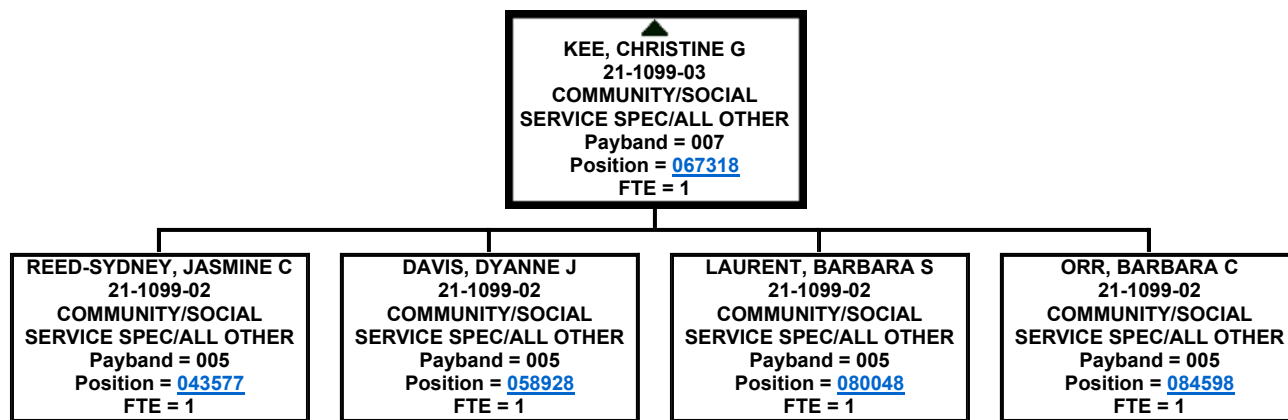 KEE, CHRISTINE G
21-1099-03
COMMUNITY/SOCIAL
SERVICE SPEC/ALL OTHER
Payband = 007
Position = 067318
FTE = 1
REED-SYDNEY, JASMINE C
21-1099-02
COMMUNITY/SOCIAL
SERVICE SPEC/ALL OTHER
Payband = 005
Position = 043577
FTE = 1
DAVIS, DYANNE J
21-1099-02
COMMUNITY/SOCIAL
SERVICE SPEC/ALL OTHER
Payband = 005
Position = 058928
FTE = 1
LAURENT, BARBARA S
21-1099-02
COMMUNITY/SOCIAL
SERVICE SPEC/ALL OTHER
Payband = 005
Position = 080048
FTE = 1
ORR, BARBARA C
21-1099-02
COMMUNITY/SOCIAL
SERVICE SPEC/ALL OTHER
Payband = 005
Position = 084598
FTE = 1